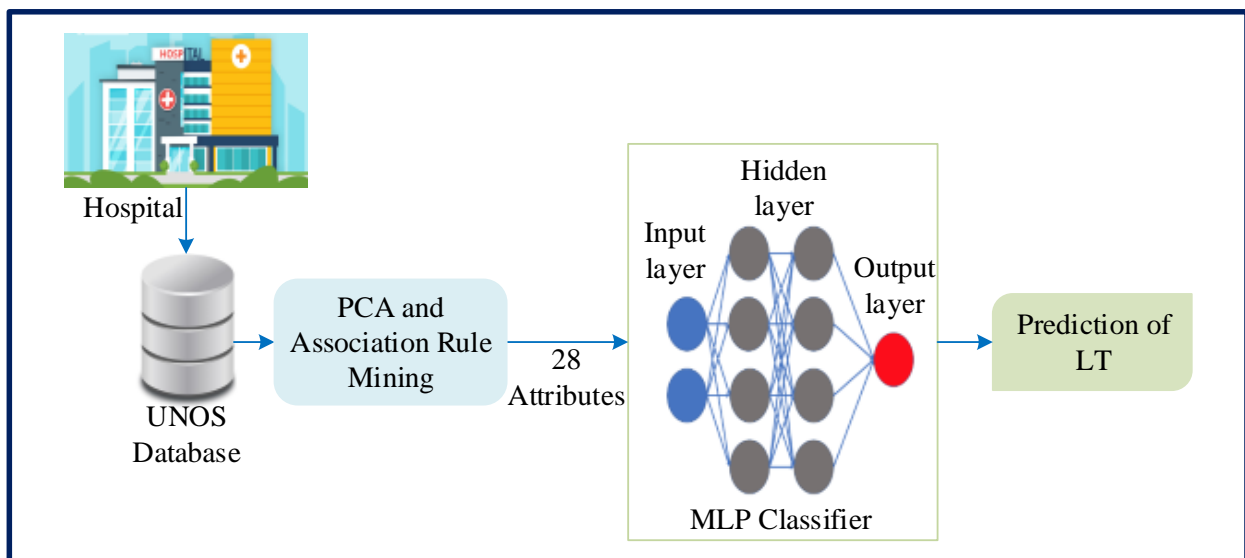 HOSPITAL
Hospital
UNOS
Database
PCA and
Association Rule
Mining
28
Attributes
Input
layer
Hidden
layer
Output
layer
MLP Classifier
Prediction of
LT